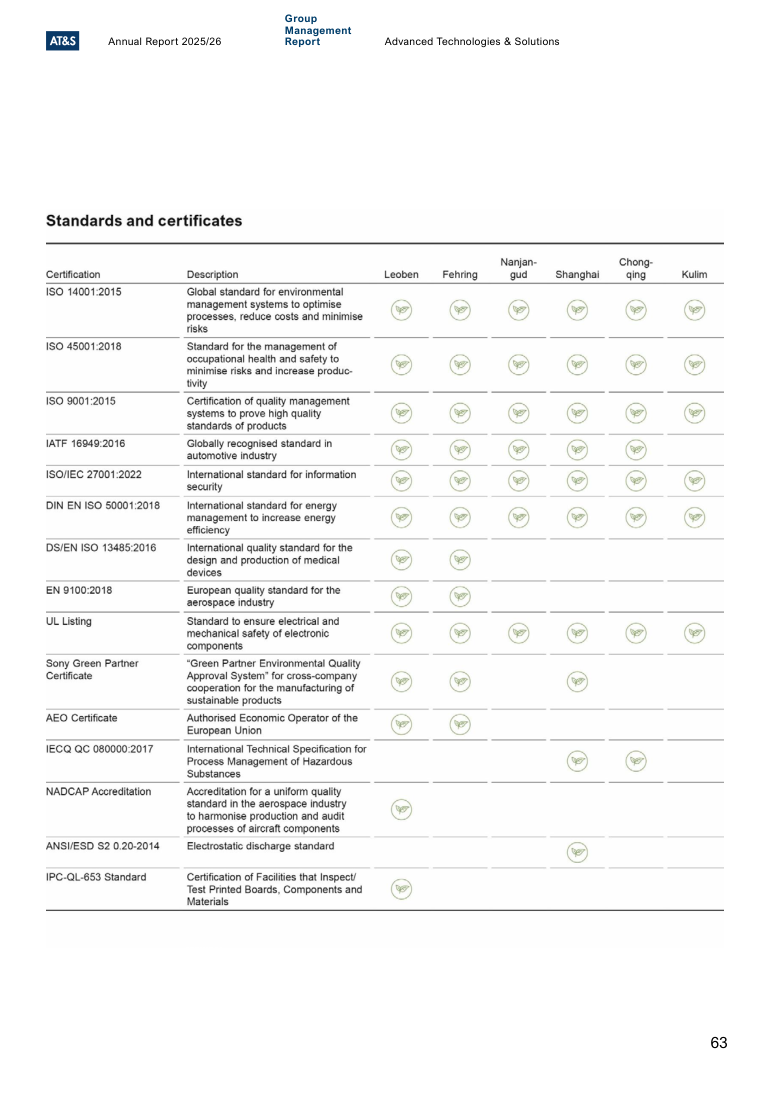 Group
Management
Report
AT&S
Annual Report 2025/26
Advanced Technologies & Solutions
Standards and certificates
Certification
Description
Leoben
Fehring
Nanjan-
gud
Shanghai
Chong-
qing
Kulim
ISO 14001:2015
Global standard for environmental
management systems to optimise
processes, reduce costs and minimise
risks
ISO 45001:2018
Standard for the management of
occupational health and safety to
minimise risks and increase produc-
tivity
ISO 9001:2015
Certification of quality management
systems to prove high quality
standards of products
IATF 16949:2016
Globally recognised standard in
automotive industry
ISO/IEC 27001:2022
International standard for information
security
DIN EN ISO 50001:2018
International standard for energy
management to increase energy
efficiency
DS/EN ISO 13485:2016
International quality standard for the
design and production of medical
devices
EN 9100:2018
European quality standard for the
aerospace industry
UL Listing
Standard to ensure electrical and
mechanical safety of electronic
components
Sony Green Partner
Certificate
“Green Partner Environmental Quality
Approval System” for cross-company
cooperation for the manufacturing of
sustainable products
AEO Certificate
Authorised Economic Operator of the
European Union
IECQ QC 080000:2017
International Technical Specification for
Process Management of Hazardous
Substances
NADCAP Accreditation
Accreditation for a uniform quality
standard in the aerospace industry
to harmonise production and audit
processes of aircraft components
ANSI/ESD S2 0.20-2014
Electrostatic discharge standard
IPC-QL-653 Standard
Certification of Facilities that Inspect/
Test Printed Boards, Components and
Materials
63